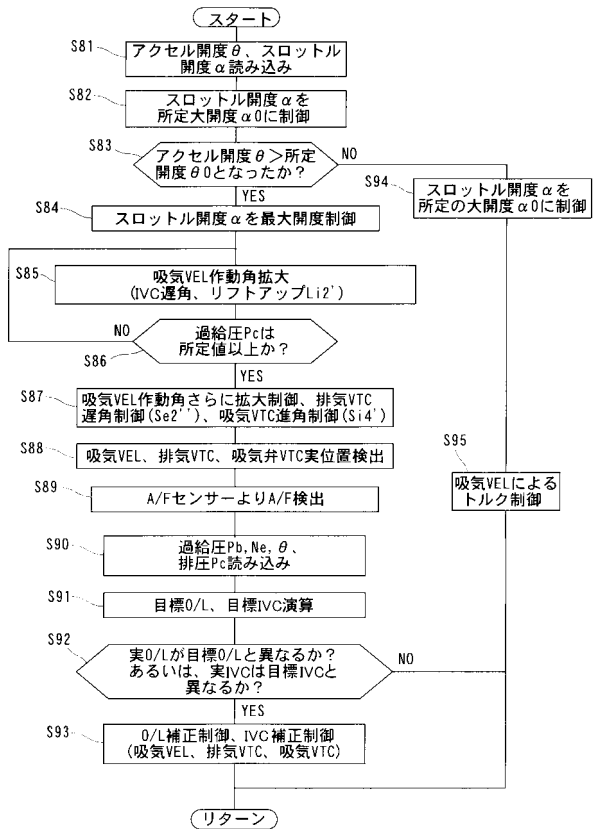 スタート
S81
アクセル開度θ、スロットル
開度α読み込み
S82
スロットル開度αを
所定大開度α0に制御
S83
アクセル開度θ＞所定
開度θ0となったか？
NO
YES
S94
スロットル開度αを
所定の大開度α0に制御
S84
スロットル開度αを最大開度制御
S85
吸気VEL作動角拡大
(IVC遅角、リフトアップLi2')
NO
S86
過給圧Pcは
所定値以上か？
YES
S87
吸気VEL作動角さらに拡大制御、排気VTC
遅角制御(Se2'')、吸気VTC進角制御(Si4')
S88
吸気VEL、排気VTC、吸気弁VTC実位置検出
S95
吸気VELによる
トルク制御
S89
A/FセンサーよりA/F検出
S90
過給圧Pb,Ne,θ、
排圧Pc読み込み
S91
目標O/L、目標IVC演算
S92
実O/Lが目標O/Lと異なるか？
あるいは、実IVCは目標IVCと
異なるか？
NO
YES
S93
O/L補正制御、IVC補正制御
(吸気VEL、排気VTC、吸気VTC)
リターン